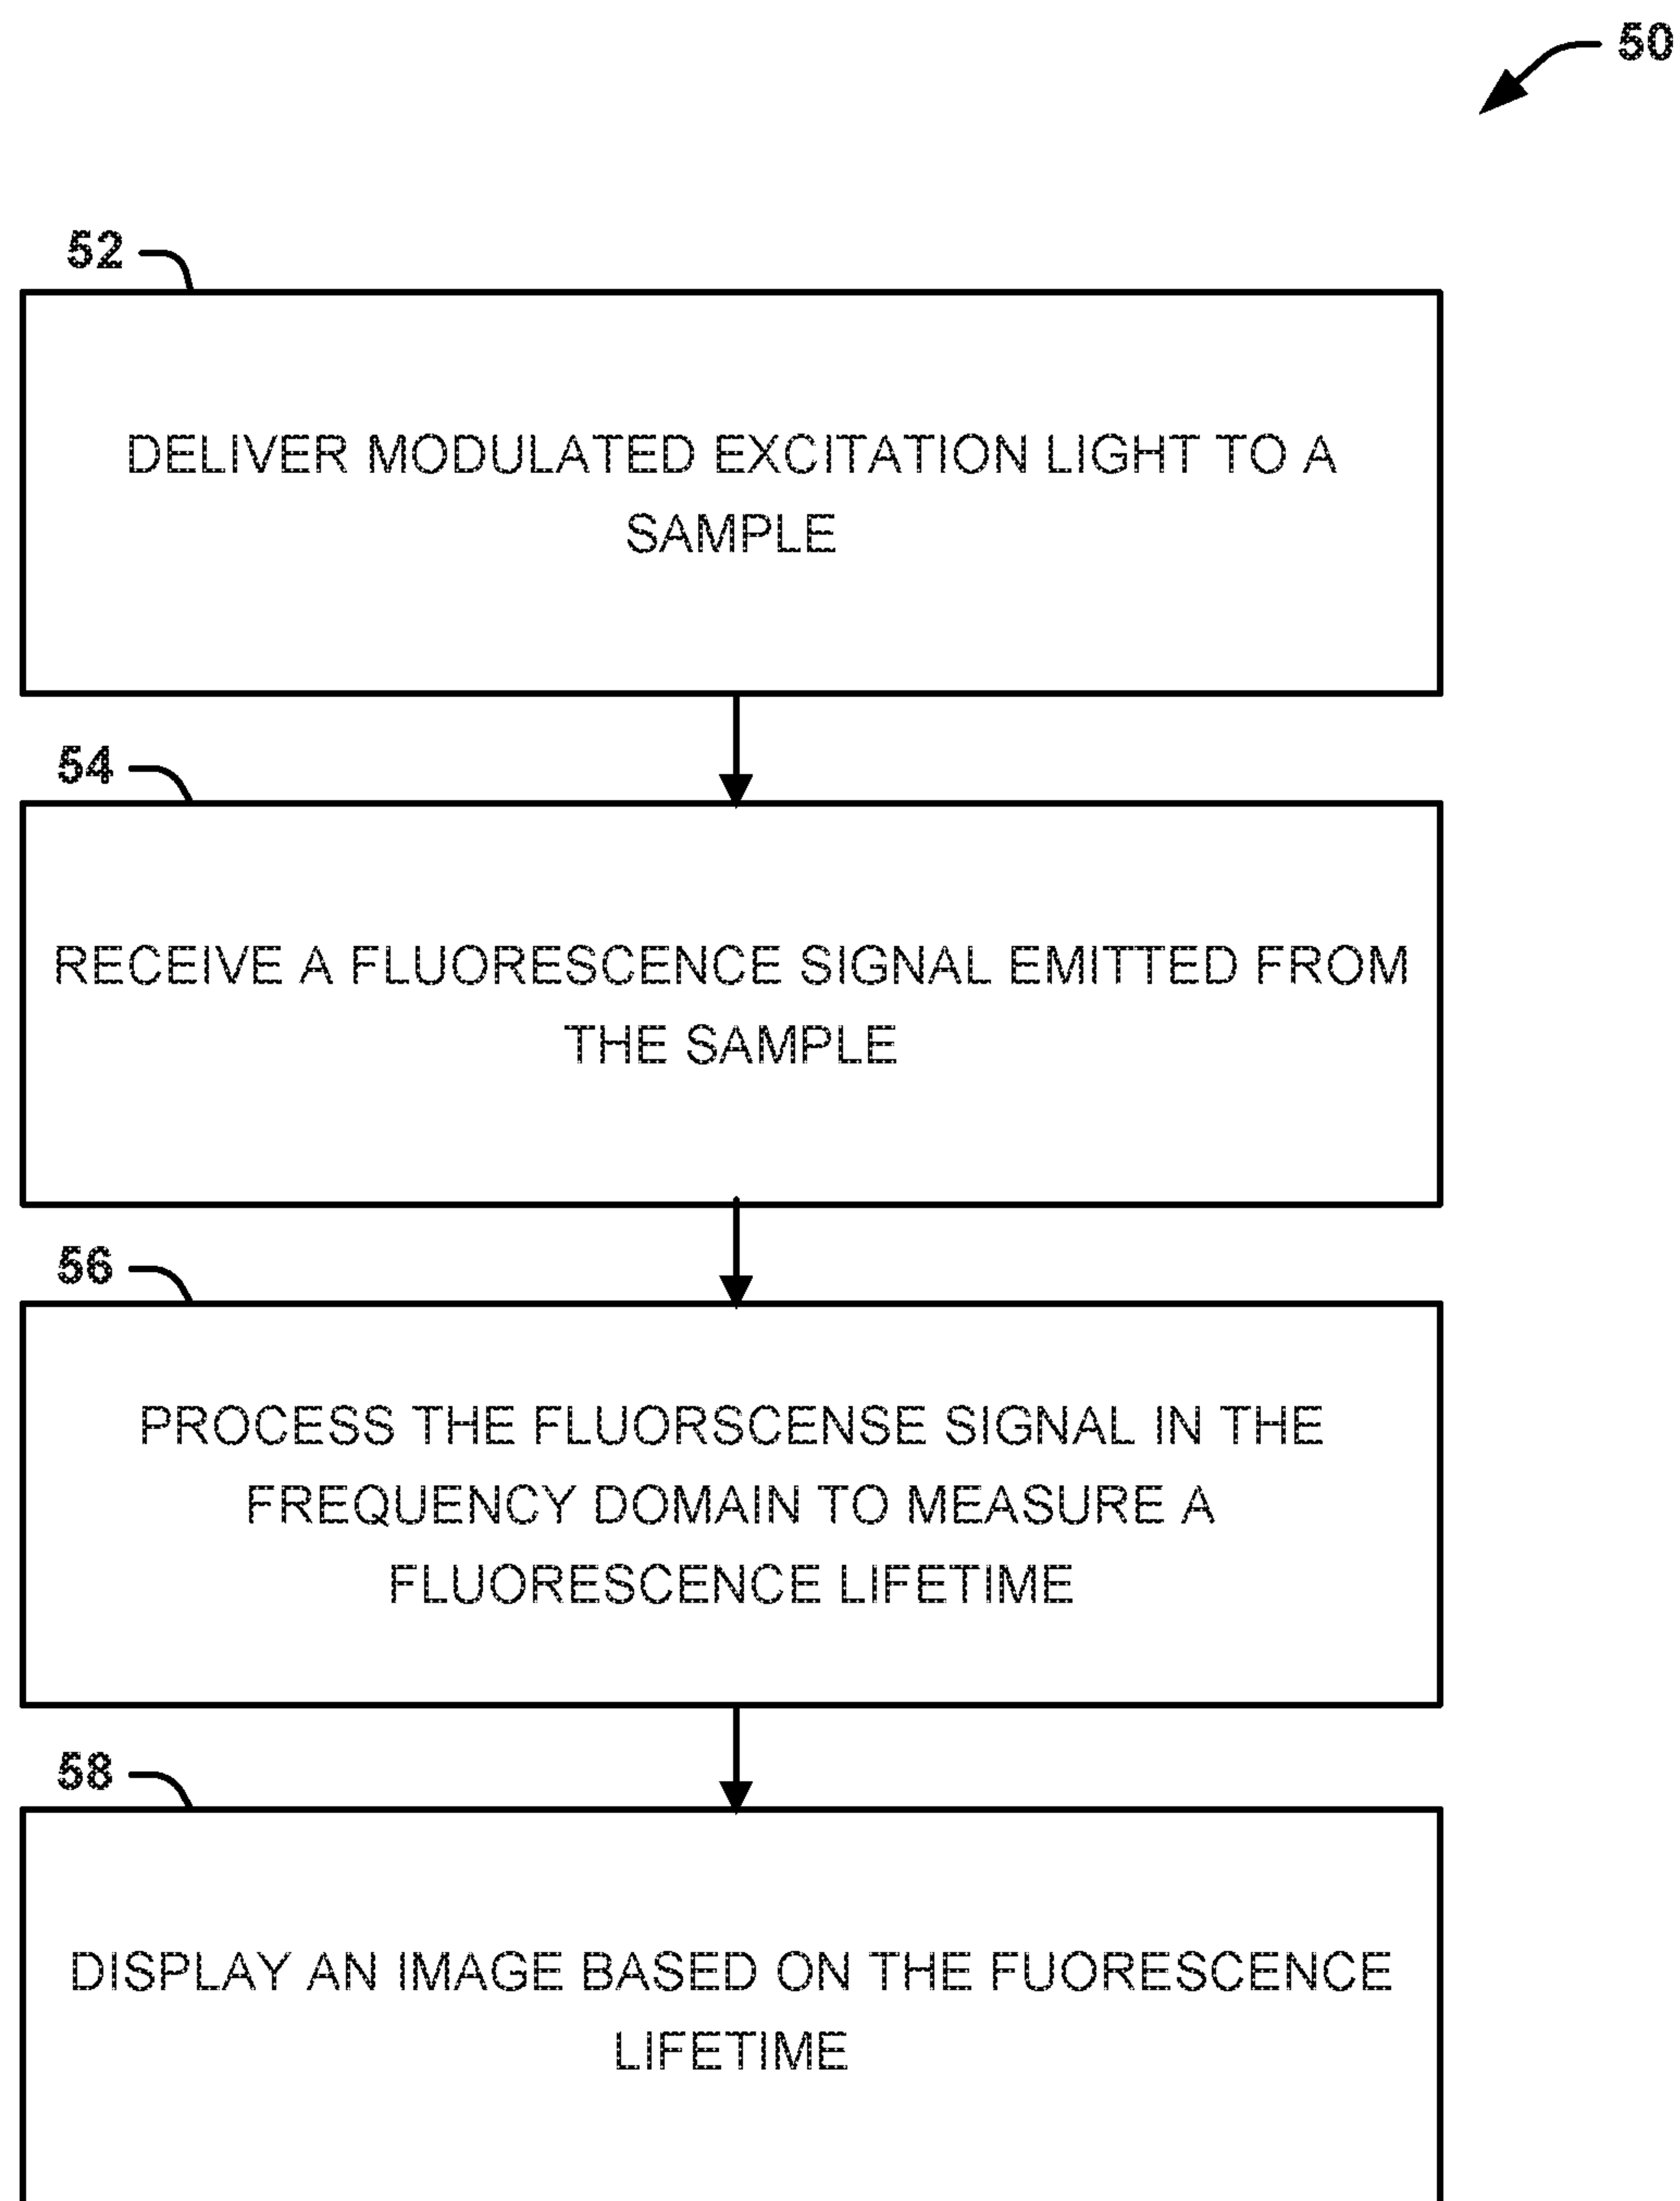 50
52
DELIVER MODULATED EXCITATION LIGHT TO A
SAMPLE
54
RECEIVE A FLUORESCENCE SIGNAL EMITTED FROM
THE SAMPLE
56
PROCESS THE FLUORSCENSE SIGNAL IN THE
FREQUENCY DOMAIN TO MEASURE A
FLUORESCENCE LIFETIME
58
DISPLAY AN IMAGE BASED ON THE FUORESCENCE
LIFETIME